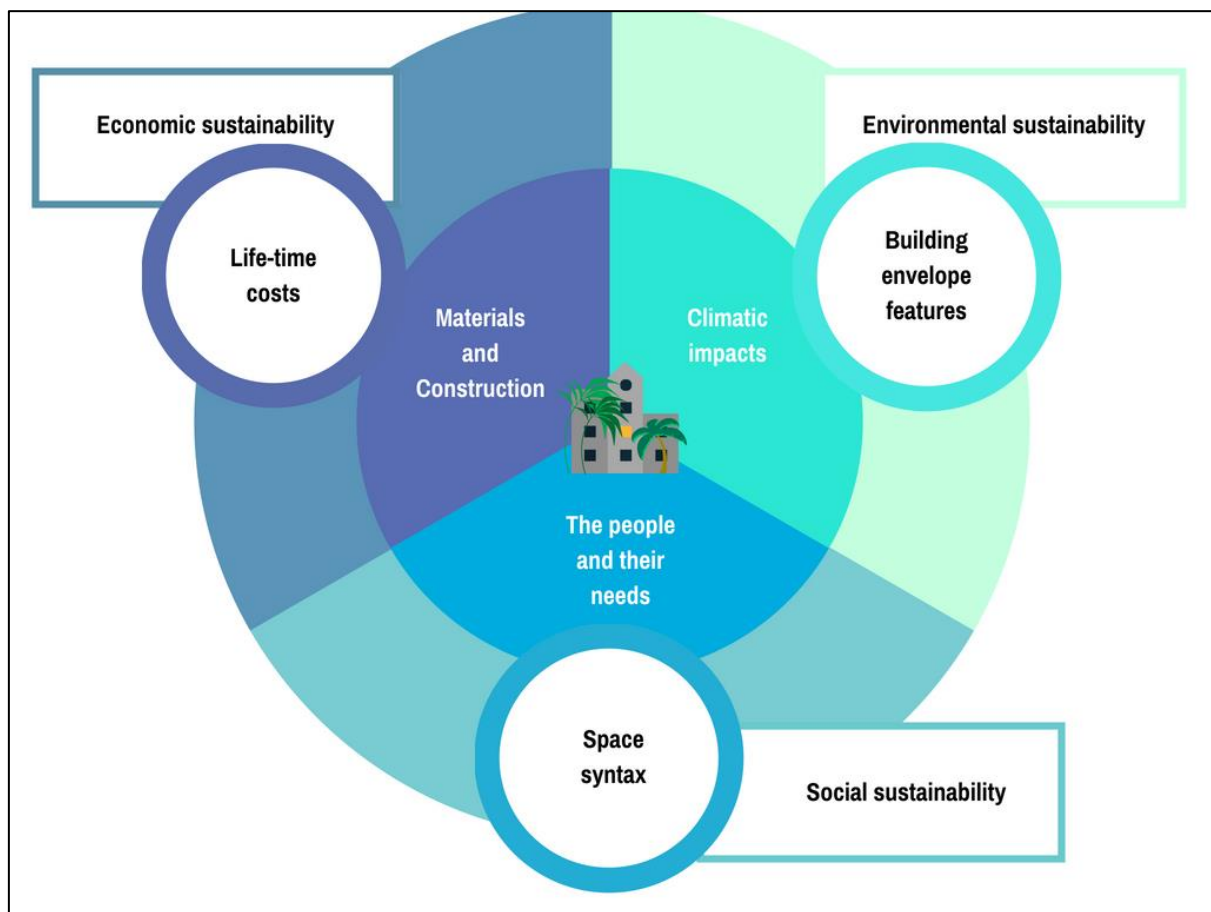 Economic sustainability
Environmental sustainability
Life-time
costs
Building
envelope
features
Materials
and
Construction
Climatic
impacts
The people
and their
needs
Space
syntax
Social sustainability